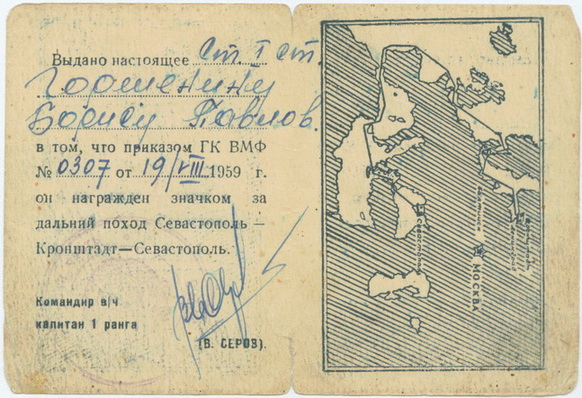 Выдано настоящее Ст I ст.
Горшенину
Борису Павлов.
в том, что приказом ГК ВМФ
№ 0307 от 19/VIII 1959 г.
он награжден значком за
дальний поход Севастополь —
Кронштадт—Севастополь.
Командир в/ч
капитан 1 ранга
(В. СЕРОВ).
МОСКВА